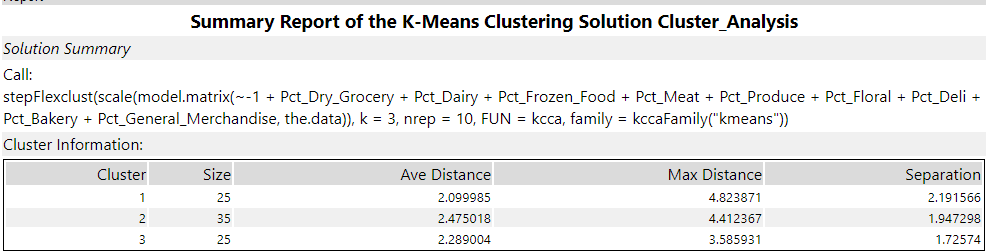 Summary Report of the K-Means Clustering Solution Cluster_Analysis
Solution Summary
Call:
stepFlexclust(scale(model.matrix(~-1 + Pct_Dry_Grocery + Pct_Dairy + Pct_Frozen_Food + Pct_Meat + Pct_Produce + Pct_Floral + Pct_Deli +
Pct_Bakery + Pct_General_Merchandise, the.data)), k = 3, nrep = 10, FUN = kcca, family = kccaFamily("kmeans"))
Cluster Information:
Cluster Size Ave Distance Max Distance Separation
1 25 2.099985 4.823871 2.191566
2 35 2.475018 4.412367 1.947298
3 25 2.289004 3.585931 1.72574